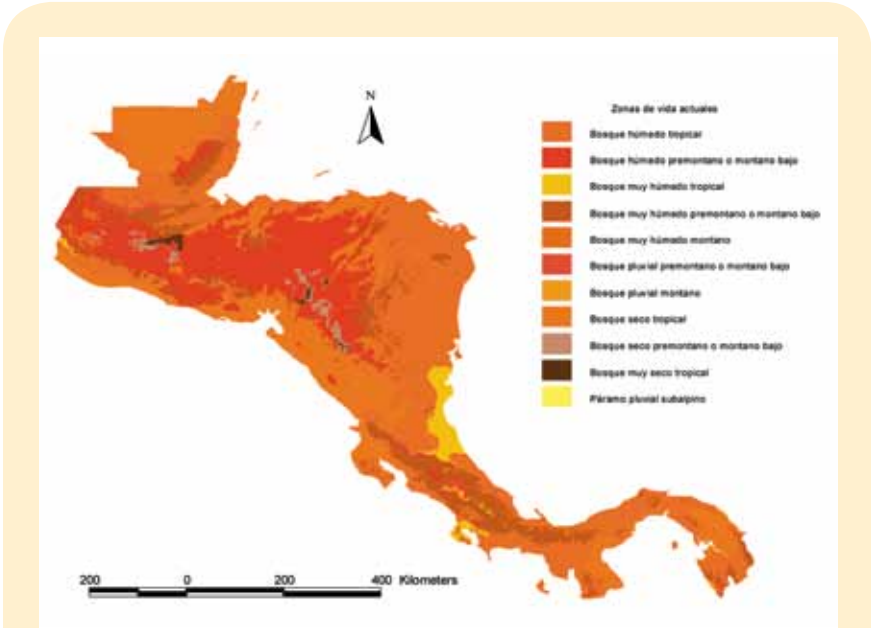 N
Zonas de vida actuales
Bosque húmedo tropical
Bosque húmedo premontano o montano bajo
Bosque muy húmedo tropical
Bosque muy húmedo premontano o montano bajo
Bosque muy húmedo montano
Bosque pluvial premontano o montano bajo
Bosque pluvial montano
Bosque seco tropical
Bosque seco premontano o montano bajo
Bosque muy seco tropical
Páramo pluvial subalpino
200 0 200 400 Kilometers